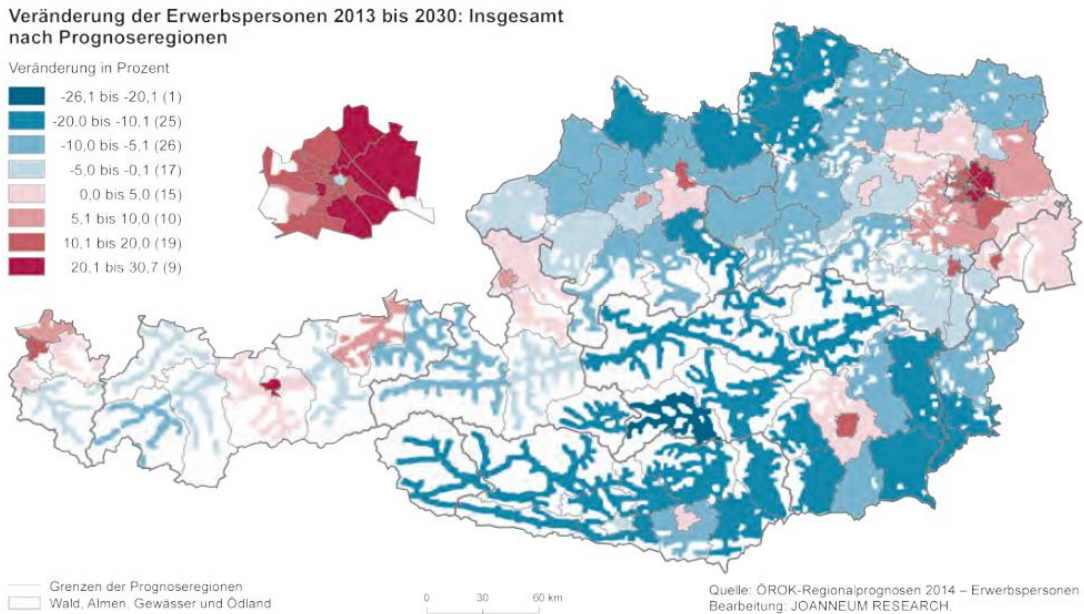 Veränderung der Erwerbspersonen 2013 bis 2030: Insgesamt
nach Prognoseregionen
Veränderung in Prozent
-26,1 bis -20,1 (1)
-20,0 bis -10,1 (25)
-10,0 bis -5,1 (26)
-5,0 bis -0,1 (17)
0,0 bis 5,0 (15)
5,1 bis 10,0 (10)
10,1 bis 20,0 (19)
20,1 bis 30,7 (9)
Grenzen der Prognoseregionen
Wald, Almen, Gewässer und Ödland
0 30 60 km
Quelle: ÖROK-Regionalprognosen 2014 – Erwerbspersonen
Bearbeitung: JOANNEUM RESEARCH.